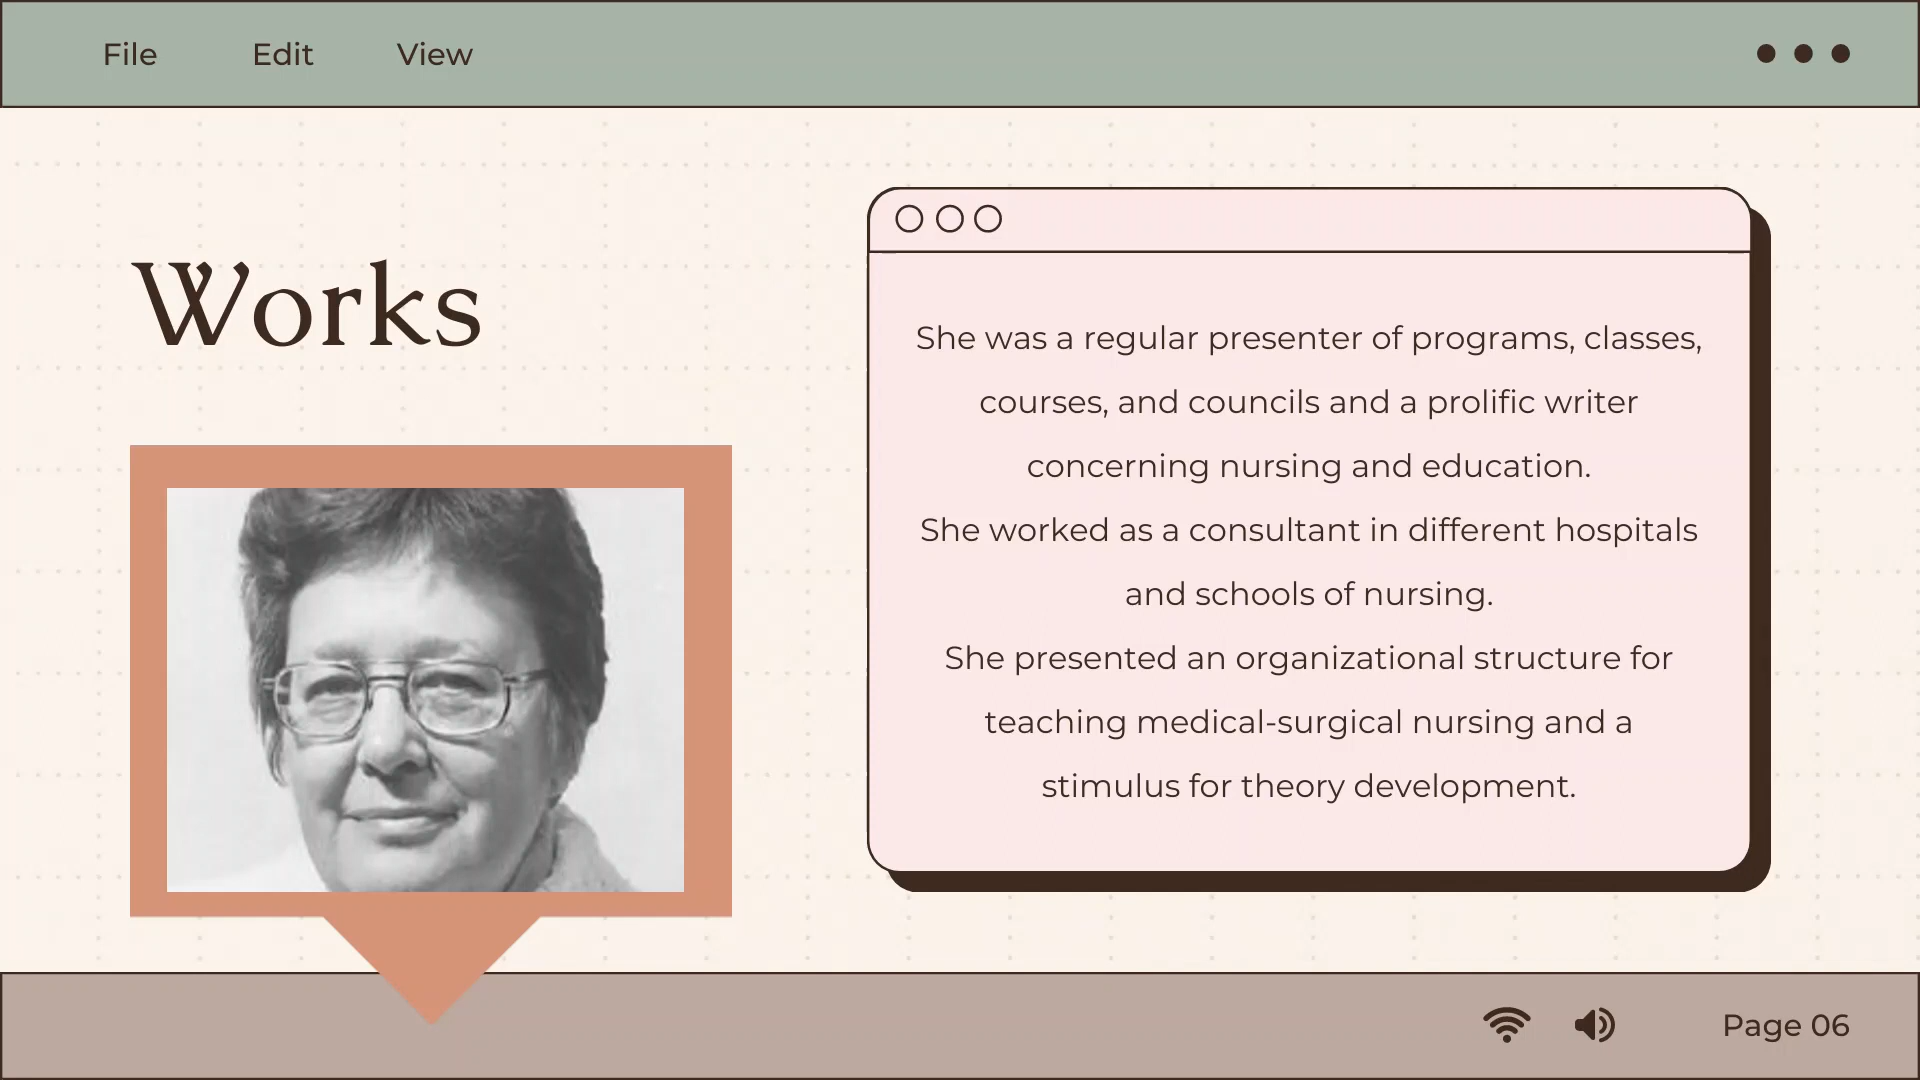 File Edit View
Works
She was a regular presenter of programs, classes,
courses, and councils and a prolific writer
concerning nursing and education.
She worked as a consultant in different hospitals
and schools of nursing.
She presented an organizational structure for
teaching medical-surgical nursing and a
stimulus for theory development.
Page 06